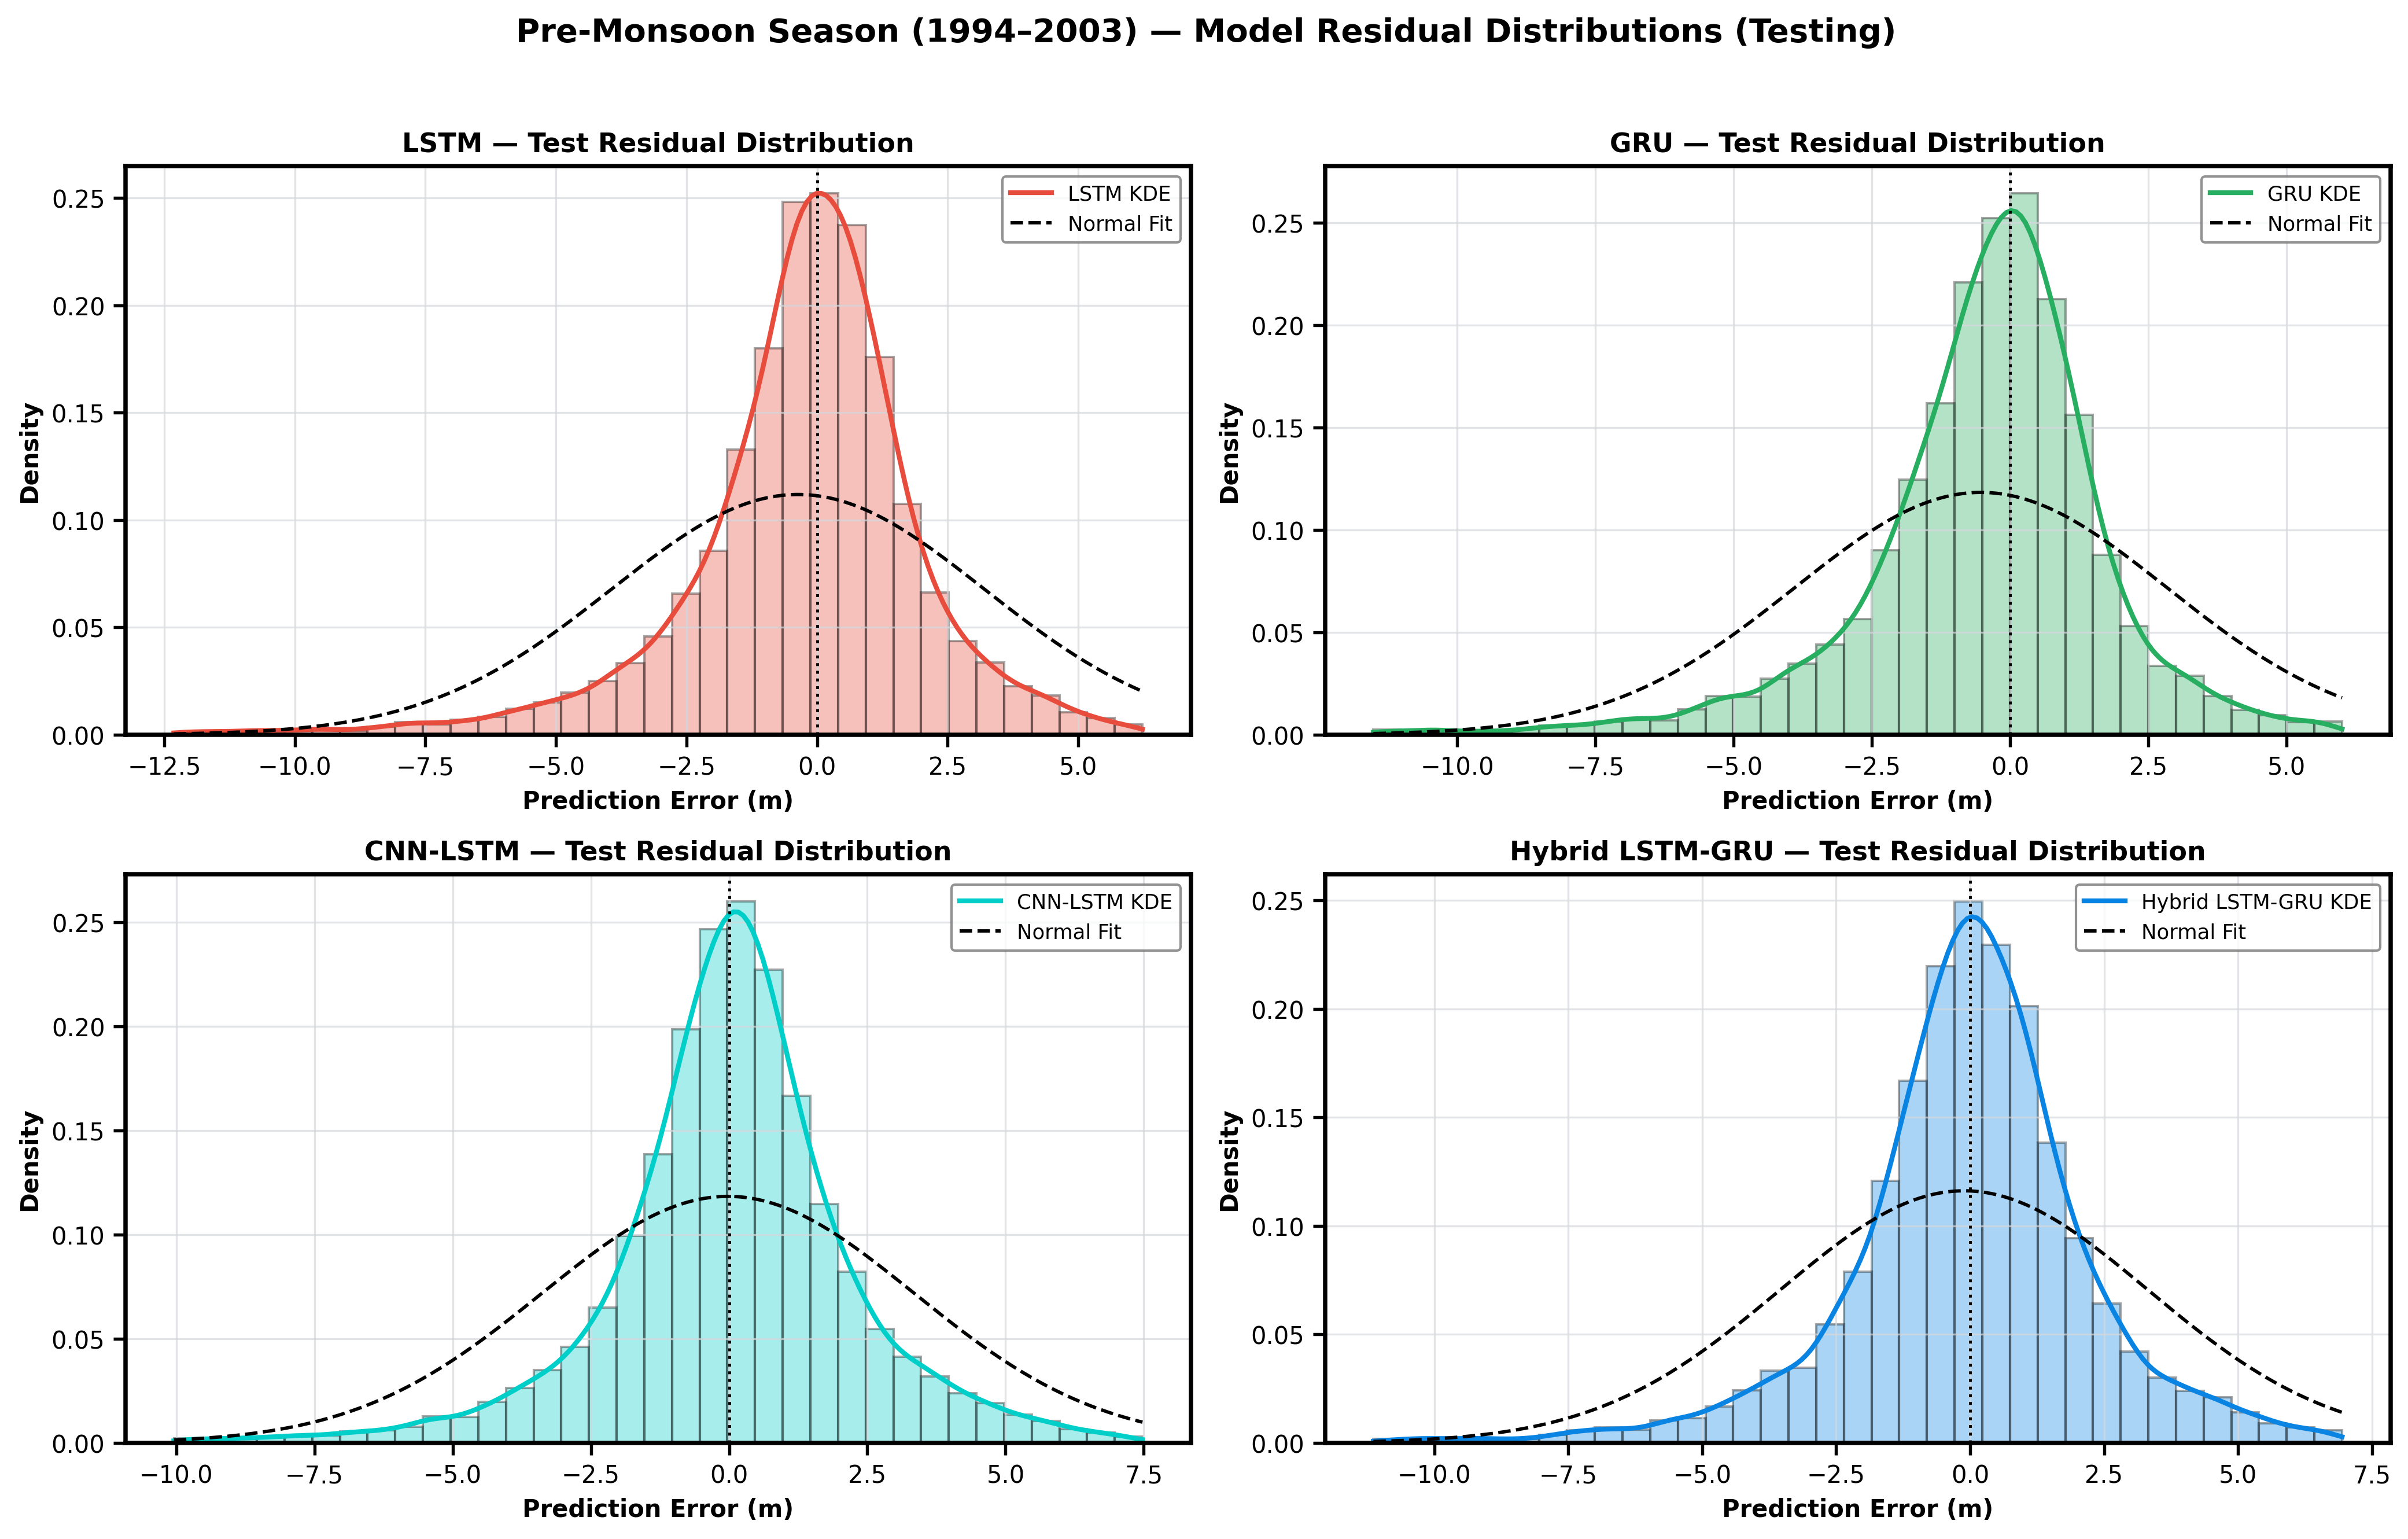 Pre-Monsoon Season (1994–2003) — Model Residual Distributions (Testing)
LSTM — Test Residual Distribution
LSTM KDE
Normal Fit
Density
0.25
0.20
0.15
0.10
0.05
0.00
−12.5 −10.0 −7.5 −5.0 −2.5 0.0 2.5 5.0
Prediction Error (m)
GRU — Test Residual Distribution
GRU KDE
Normal Fit
Density
0.25
0.20
0.15
0.10
0.05
0.00
−10.0 −7.5 −5.0 −2.5 0.0 2.5 5.0
Prediction Error (m)
CNN-LSTM — Test Residual Distribution
CNN-LSTM KDE
Normal Fit
Density
0.25
0.20
0.15
0.10
0.05
0.00
−10.0 −7.5 −5.0 −2.5 0.0 2.5 5.0 7.5
Prediction Error (m)
Hybrid LSTM-GRU — Test Residual Distribution
Hybrid LSTM-GRU KDE
Normal Fit
Density
0.25
0.20
0.15
0.10
0.05
0.00
−10.0 −7.5 −5.0 −2.5 0.0 2.5 5.0 7.5
Prediction Error (m)